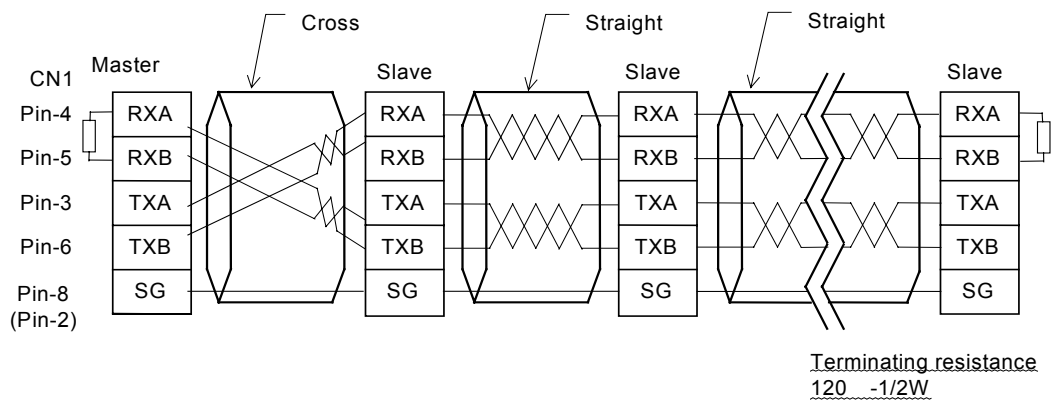 Cross
Straight
Straight
CN1
Master
Slave
Slave
Slave
Pin-4
RXA
RXA
RXA
RXA
Pin-5
RXB
RXB
RXB
RXB
Pin-3
TXA
TXA
TXA
TXA
Pin-6
TXB
TXB
TXB
TXB
Pin-8
(Pin-2)
SG
SG
SG
SG
Terminating resistance
120 -1/2W